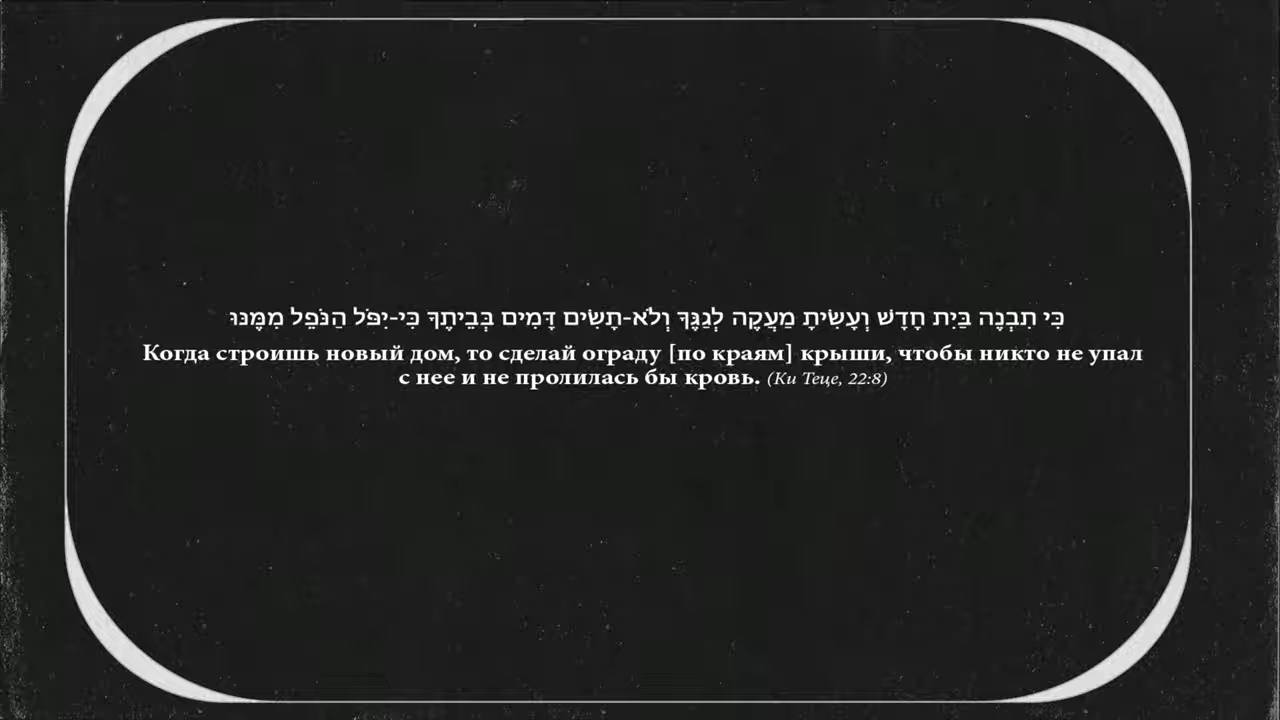 כִּי תִבְנֶה בַּיִת חָדָשׁ וְעָשִׂיתָ מַעֲקֶה לְגַגֶּךָ וְלֹא-תָשִׂים דָּמִים בְּבֵיתֶךָ כִּי-יִפֹּל הַנֹּפֵל מִמֶּנּוּ
Когда строишь новый дом, то сделай ограду [по краям] крыши, чтобы никто не упал
с нее и не пролилась бы кровь. (Ки Теце, 22:8)